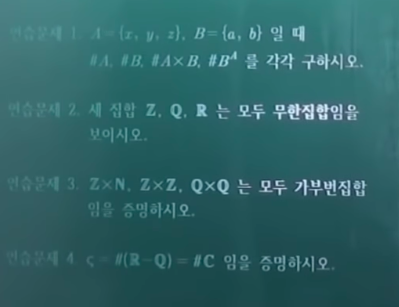 연습문제 1. A={x, y, z}, B={a, b} 일 때
#A, #B, #A×B, #Bᴬ 를 각각 구하시오.
연습문제 2. 세 집합 Z, Q, R 는 모두 무한집합임을
보이시오.
연습문제 3. Z×N, Z×Z, Q×Q 는 모두 가부번집합
임을 증명하시오.
연습문제 4. ς = #(R-Q) = #C 임을 증명하시오.